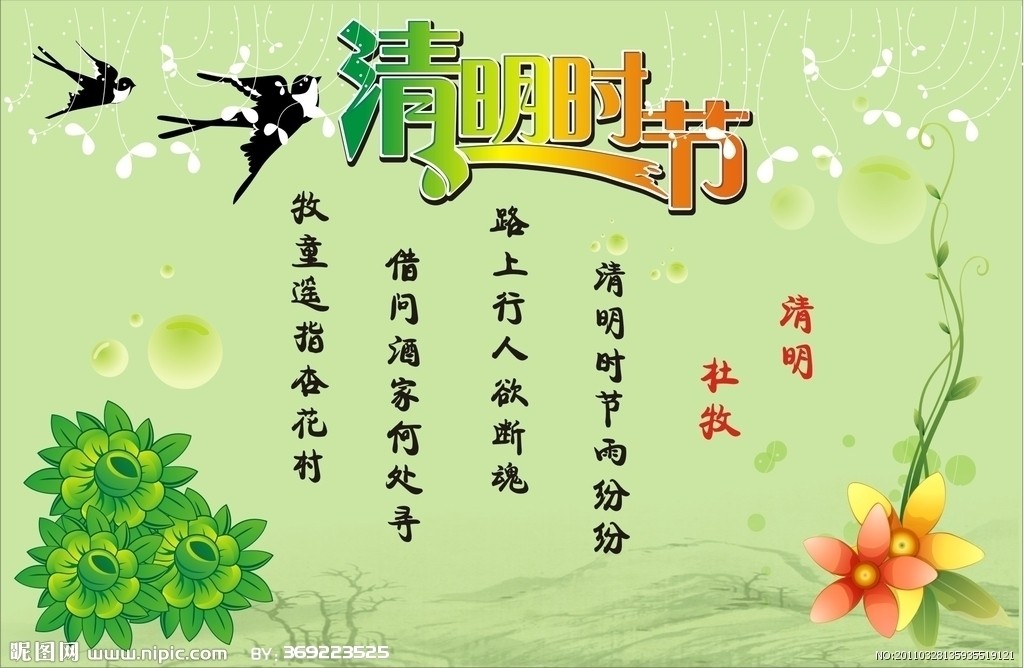 清明时节
清明
杜牧
清明时节雨纷纷
路上行人欲断魂
借问酒家何处寻
牧童遥指杏花村
昵图网 www.nipic.com BY: 369223525
NO:20110328135935519121